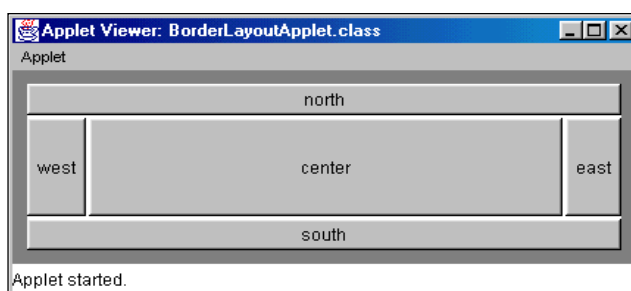 Applet Viewer: BorderLayoutApplet.class
Applet
north
west center east
south
Applet started.